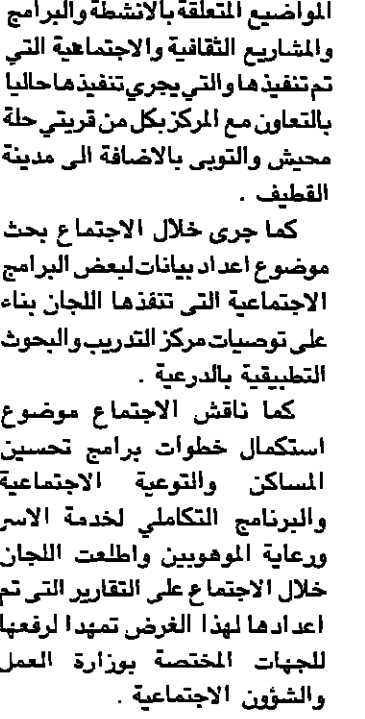 المواضيع المتعلقة بالانشطة والبرامج
والمشاريع الثقافية والاجتماعية التي
تم تنفيذها والتي يجري تنفيذها حاليا
بالتعاون مع المركز بكل من قريتي حلة
محيش والتوبى بالاضافة الى مدينة
القطيف .
كما جرى خلال الاجتماع بحث
موضوع اعداد بيانات لبعض البرامج
الاجتماعية التى تنفذها اللجان بناء
على توصيات مركز التدريب والبحوث
التطبيقية بالدرعية .
كما ناقش الاجتماع موضوع
استكمال خطوات برامج تحسين
المساكن والتوعية الاجتماعية
والبرنامج التكاملي لخدمة الاسر
ورعاية الموهوبين واطلعت اللجان
خلال الاجتماع على التقارير التى تم
اعدادها لهذا الغرض تمهدا لرفعها
للجهات المختصة بوزارة العمل
والشؤون الاجتماعية .